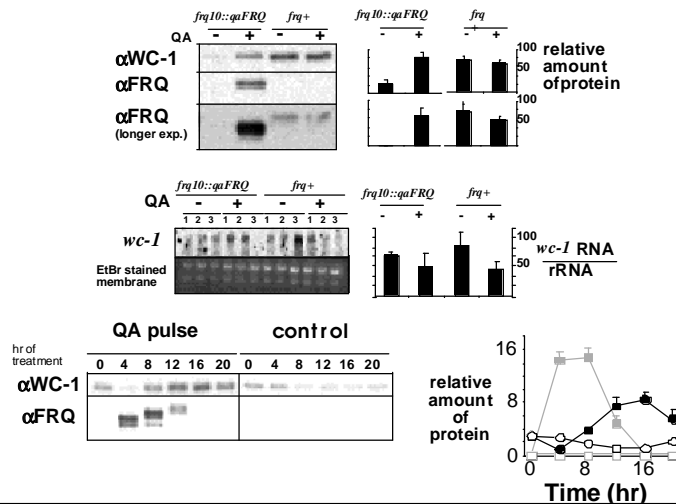 frq10::qaFRQ frq+
QA - + - +
αWC-1
αFRQ
αFRQ
(longer exp.)
frq10::qaFRQ frq
+
- + - +
100
50
100
50
relative
amount
of protein
frq10::qaFRQ frq+
QA - + - +
1 2 3 1 2 3 1 2 3 1 2 3
wc-1
EtBr stained
membrane
frq10::qaFRQ frq+
- + - +
100
50
wc-1 RNA
rRNA
QA pulse control
hr of
treatment
0 4 8 12 16 20 0 4 8 12 16 20
αWC-1
αFRQ
relative
amount
of
protein
16
8
0
0 8 16
Time (hr)